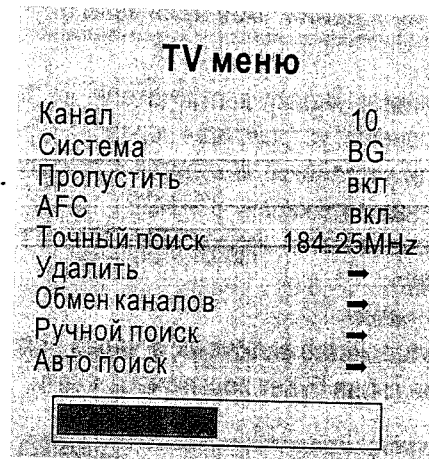 TV меню
Канал 10
Система BG
Пропустить вкл
AFC вкл
Точный поиск 184.25MHz
Удалить ➡
Обмен каналов ➡
Ручной поиск ➡
Авто поиск ➡